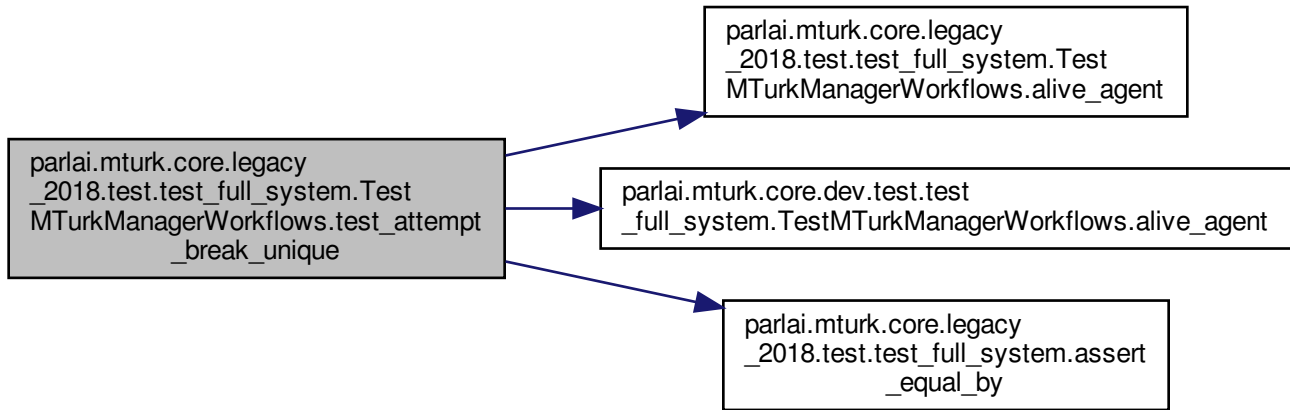 parlai.mturk.core.legacy
_2018.test.test_full_system.Test
MTurkManagerWorkflows.alive_agent
parlai.mturk.core.legacy
_2018.test.test_full_system.Test
MTurkManagerWorkflows.test_attempt
_break_unique
parlai.mturk.core.dev.test.test
_full_system.TestMTurkManagerWorkflows.alive_agent
parlai.mturk.core.legacy
_2018.test.test_full_system.assert
_equal_by